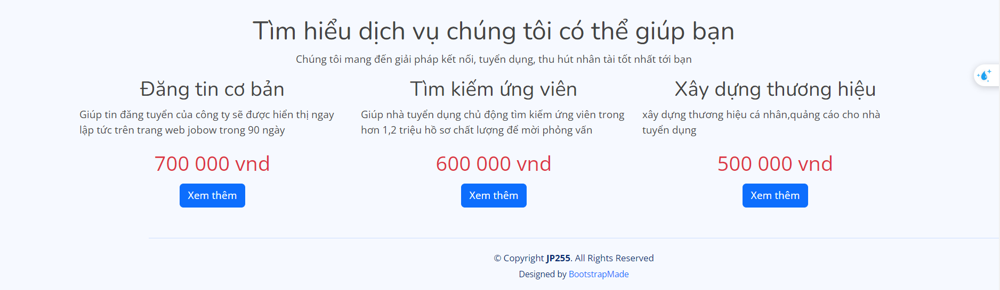 Tìm hiểu dịch vụ chúng tôi có thể giúp bạn
Chúng tôi mang đến giải pháp kết nối, tuyển dụng, thu hút nhân tài tốt nhất tới bạn
Đăng tin cơ bản
Giúp tin đăng tuyển của công ty sẽ được hiển thị ngay
lập tức trên trang web jobow trong 90 ngày
700 000 vnd
Xem thêm
Tìm kiếm ứng viên
Giúp nhà tuyển dụng chủ động tìm kiếm ứng viên trong
hơn 1,2 triệu hồ sơ chất lượng để mời phỏng vấn
600 000 vnd
Xem thêm
Xây dựng thương hiệu
xây dựng thương hiệu cá nhân,quảng cáo cho nhà
tuyển dụng
500 000 vnd
Xem thêm
© Copyright JP255. All Rights Reserved
Designed by BootstrapMade